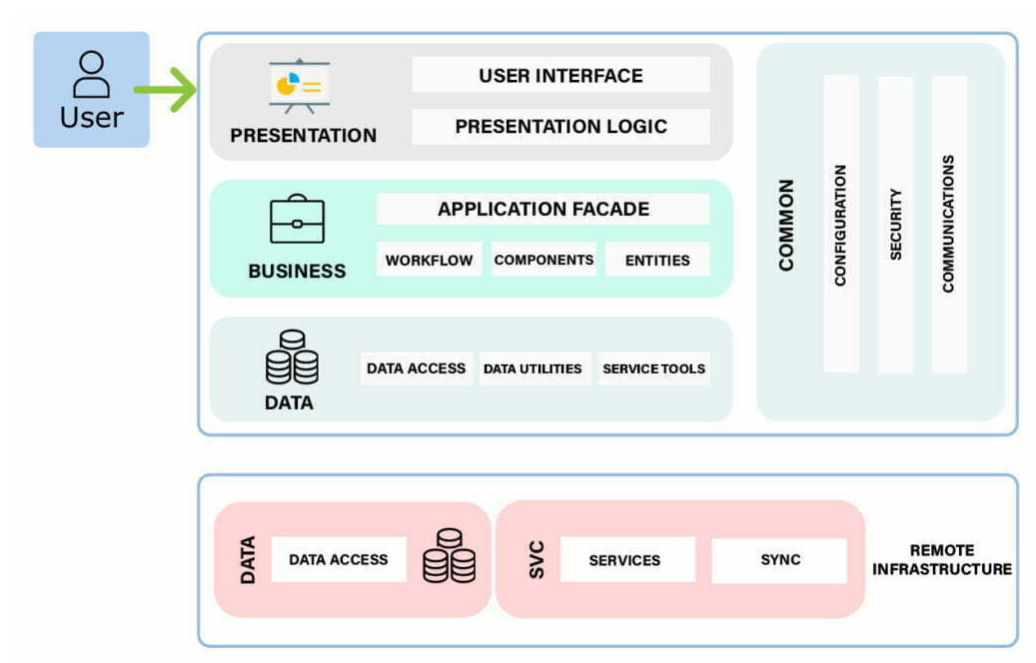 User
PRESENTATION
USER INTERFACE
PRESENTATION LOGIC
BUSINESS
APPLICATION FACADE
WORKFLOW
COMPONENTS
ENTITIES
DATA
DATA ACCESS
DATA UTILITIES
SERVICE TOOLS
COMMON
CONFIGURATION
SECURITY
COMMUNICATIONS
DATA
DATA ACCESS
SVC
SERVICES
SYNC
REMOTE
INFRASTRUCTURE